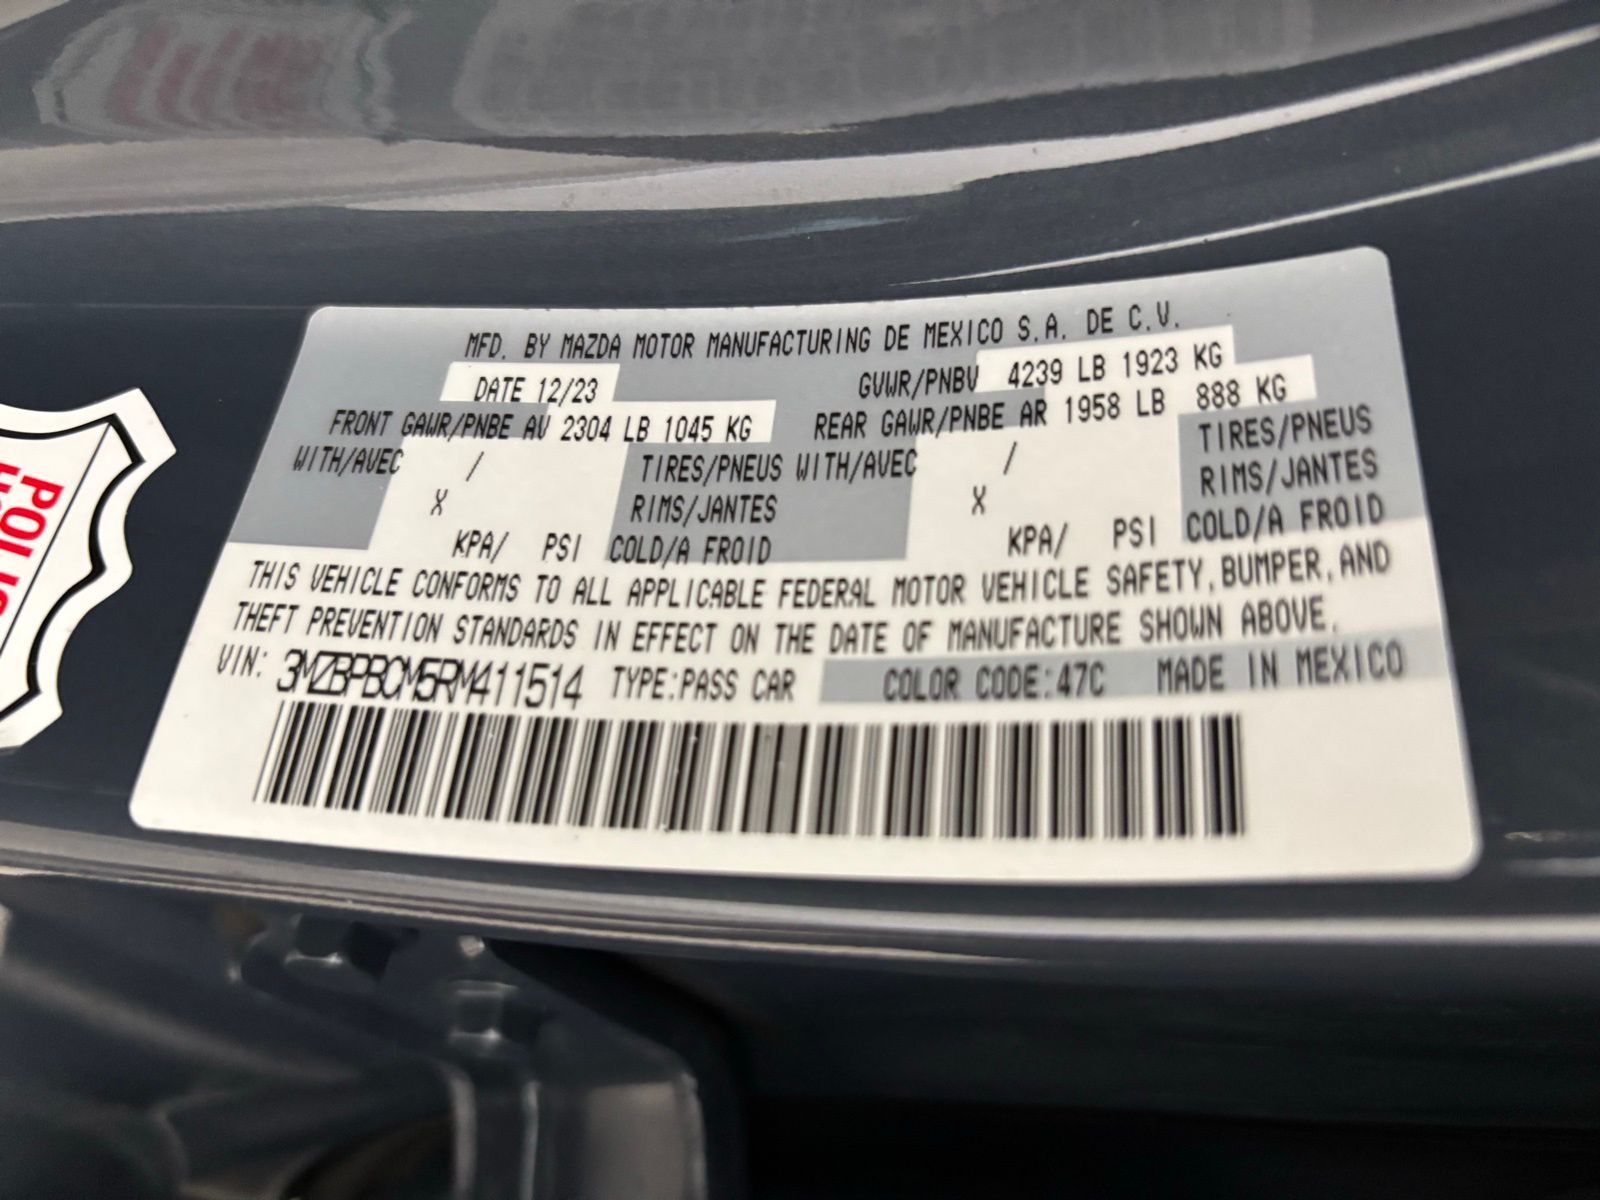 MFD. BY MAZDA MOTOR MANUFACTURING DE MEXICO S.A. DE C.V.
DATE 12/23 GVWR/PNBV 4239 LB 1923 KG
FRONT GAWR/PNBE AV 2304 LB 1045 KG REAR GAWR/PNBE AR 1958 LB 888 KG
WITH/AVEC / TIRES/PNEUS WITH/AVEC / TIRES/PNEUS
X RIMS/JANTES X RIMS/JANTES
KPA/ PSI COLD/A FROID KPA/ PSI COLD/A FROID
THIS VEHICLE CONFORMS TO ALL APPLICABLE FEDERAL MOTOR VEHICLE SAFETY, BUMPER, AND
THEFT PREVENTION STANDARDS IN EFFECT ON THE DATE OF MANUFACTURE SHOWN ABOVE.
VIN: 3MZBPBCM5RM411514 TYPE:PASS CAR COLOR CODE:47C MADE IN MEXICO